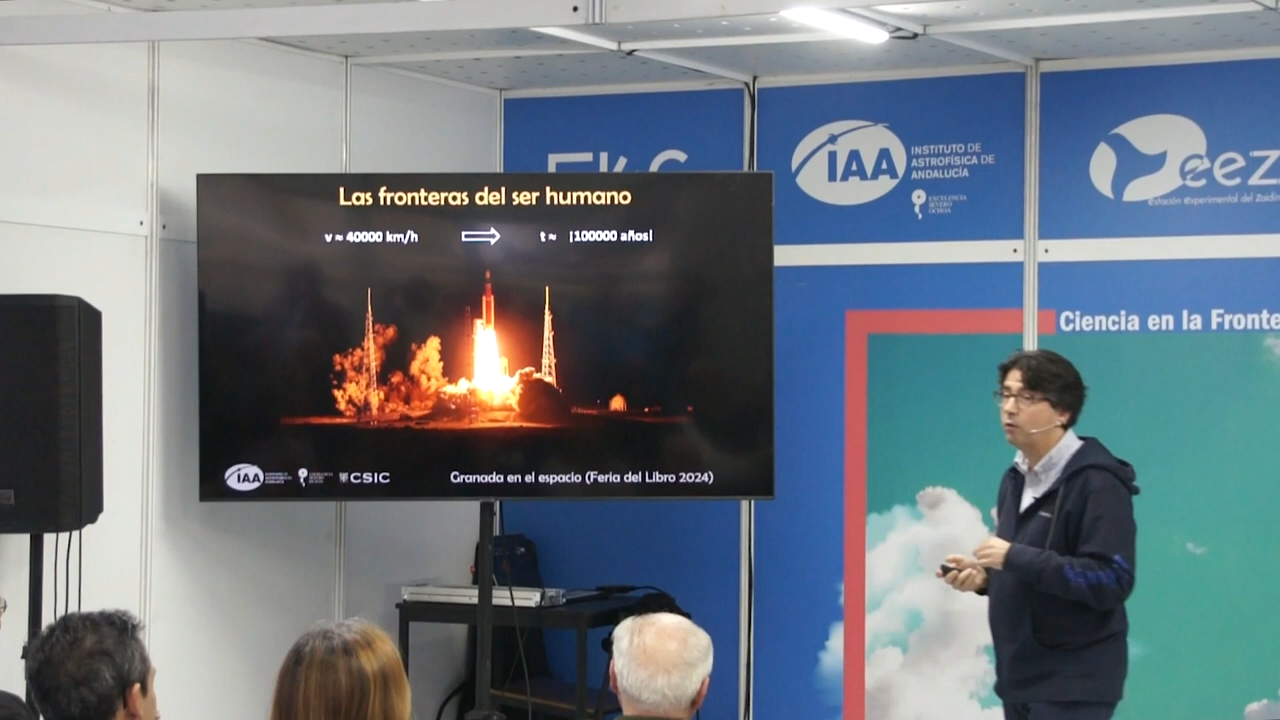 Las fronteras del ser humano
v ≈ 40000 km/h
t ≈ ¡100000 años!
IAA
CSIC
Granada en el espacio (Feria del Libro 2024)
IAA
INSTITUTO DE
ASTROFÍSICA DE
ANDALUCÍA
EXCELENCIA
SEVERO
OCHOA
eez
estación experimental del Zaidín
Ciencia en la Fronte